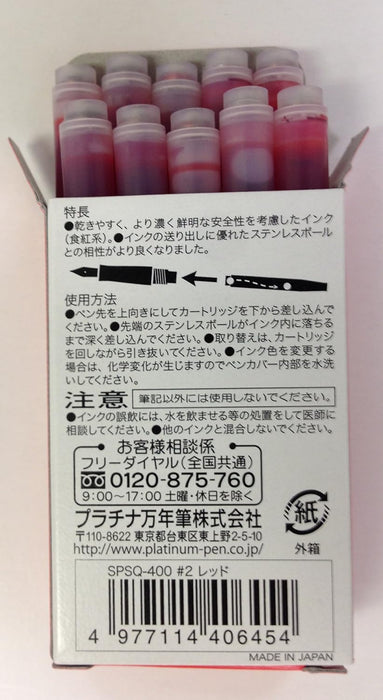 特長
●乾きやすく、より濃く鮮明な安全性を考慮したインク
(食紅系)。●インクの送り出しに優れたステンレスボール
との相性がより良くなりました。
使用方法
●ペン先を上向きにしてカートリッジを下から差し込んで
ください。●先端のステンレスボールがインク内に落ちる
まで深く差し込んでください。●取り替えは、カートリッジ
を回しながら引き抜いてください。●インク色を変更する
場合は、化学変化が生じますのでペンカバー内部を水洗
いしてください。
注意 筆記以外には使用しないでください。
●インクの誤飲には、水を飲ませる等の処置をして医師に
相談してください。●他のインクと混合しないでください。
お客様相談係
フリーダイヤル(全国共通)
0120-875-760
9:00~17:00 土曜・休日を除く
プラチナ万年筆株式会社
〒110-8622 東京都台東区東上野2-5-10
http://www.platinum-pen.co.jp/
紙
外箱
SPSQ-400 #2 レッド
4 977114 406454
MADE IN JAPAN